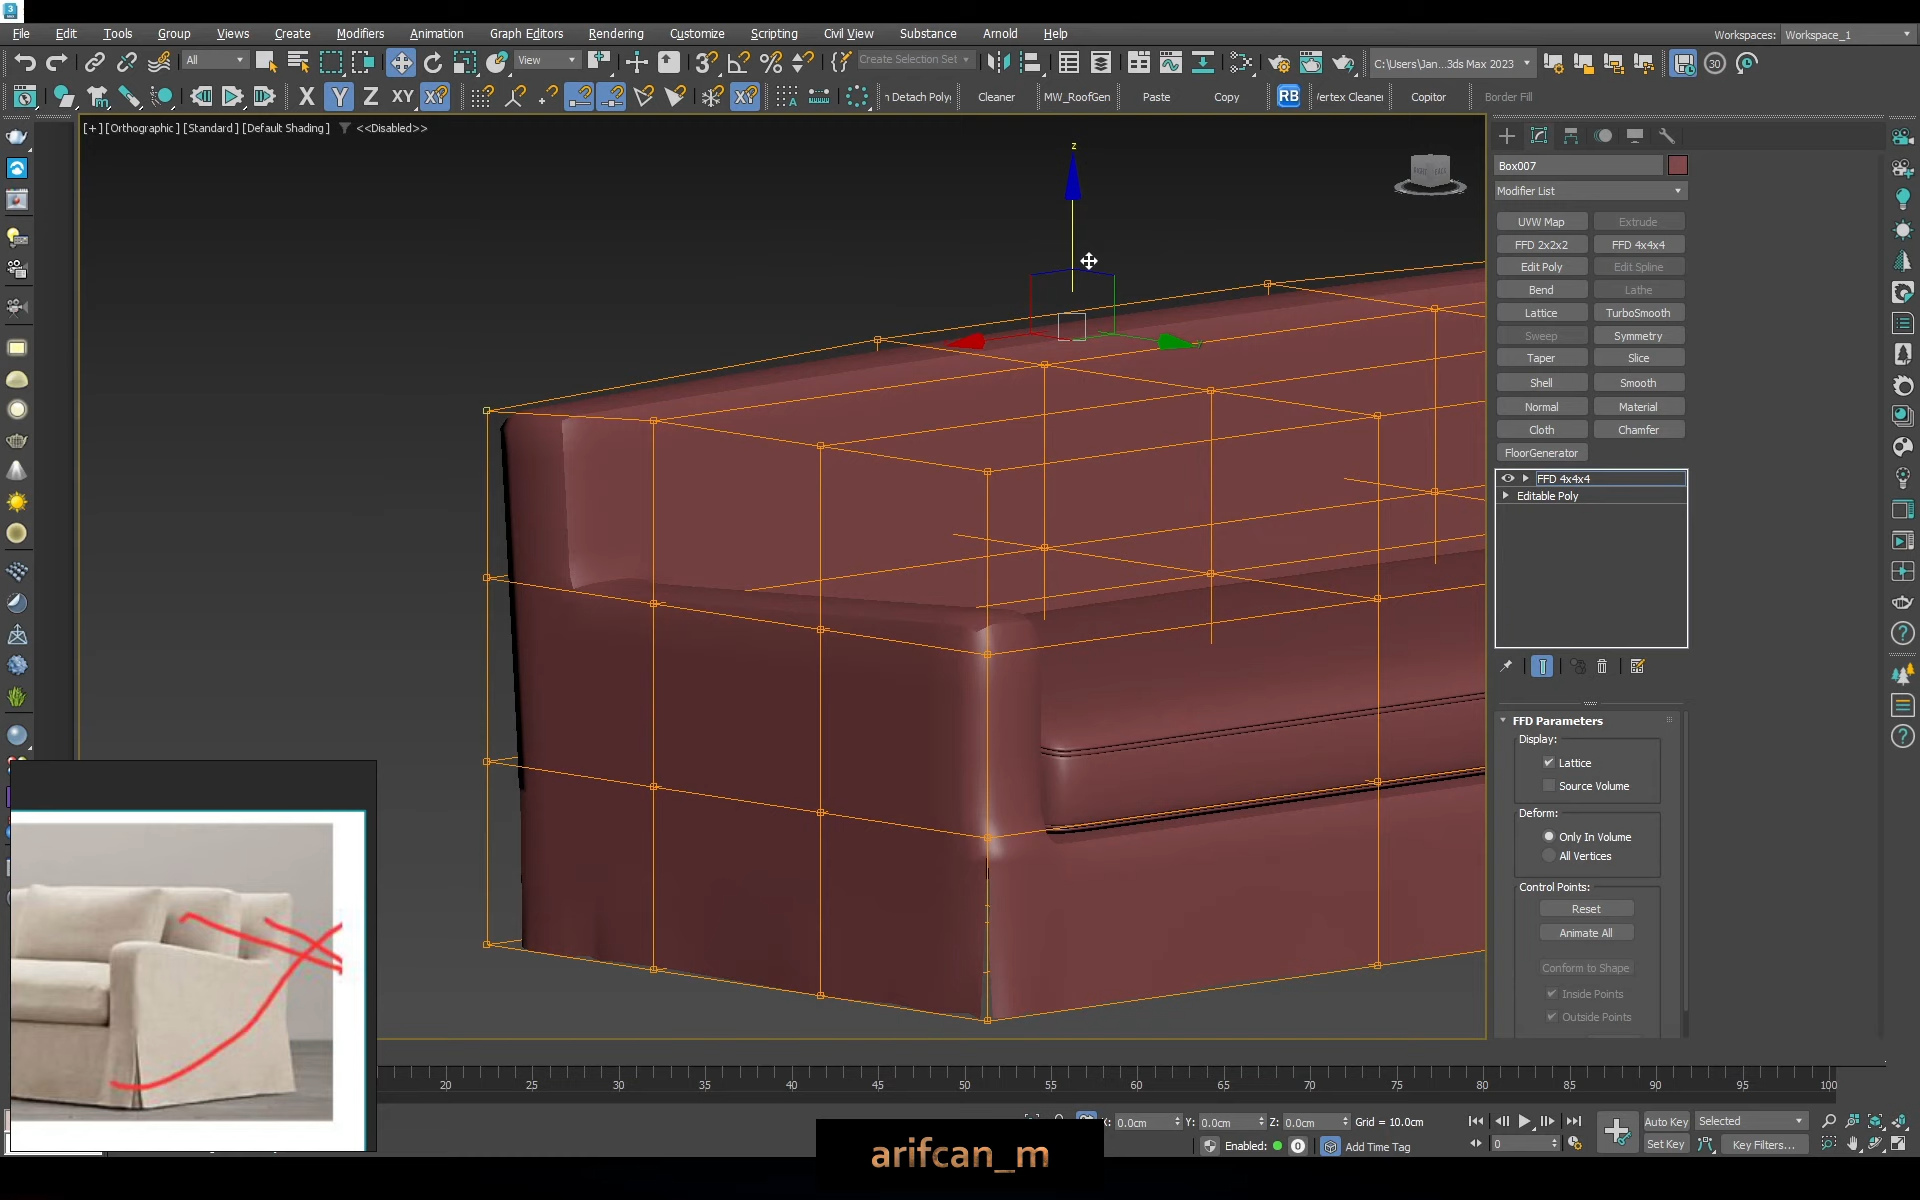 File Edit Tools Group Views Create Modifiers Animation Graph Editors Rendering Customize Scripting Civil View Substance Arnold Help
Workspaces: Workspace_1
All View Create Selection Set C:\Users\Jan...3ds Max 2023 30
X Y Z XY XY Detach Poly Cleaner MW_RoofGen Paste Copy RB Vertex Cleaner Copitor Border Fill
[+] [Orthographic] [Standard] [Default Shading] <<Disabled>>
z
Box007
Modifier List
UVW Map Extrude
FFD 2x2x2 FFD 4x4x4
Edit Poly Edit Spline
Bend Lathe
Lattice TurboSmooth
Sweep Symmetry
Taper Slice
Shell Smooth
Normal Material
Cloth Chamfer
FloorGenerator
FFD 4x4x4
Editable Poly
FFD Parameters
Display:
Lattice
Source Volume
Deform:
Only In Volume
All Vertices
Control Points:
Reset
Animate All
Conform to Shape
Inside Points
Outside Points
20 25 30 35 40 45 50 55 60 65 70 75 80 85 90 95 100
X: 0.0cm Y: 0.0cm Z: 0.0cm Grid = 10.0cm
Auto Key Selected
Enabled: 0 Add Time Tag
0
Set Key Key Filters...
arifcan_m